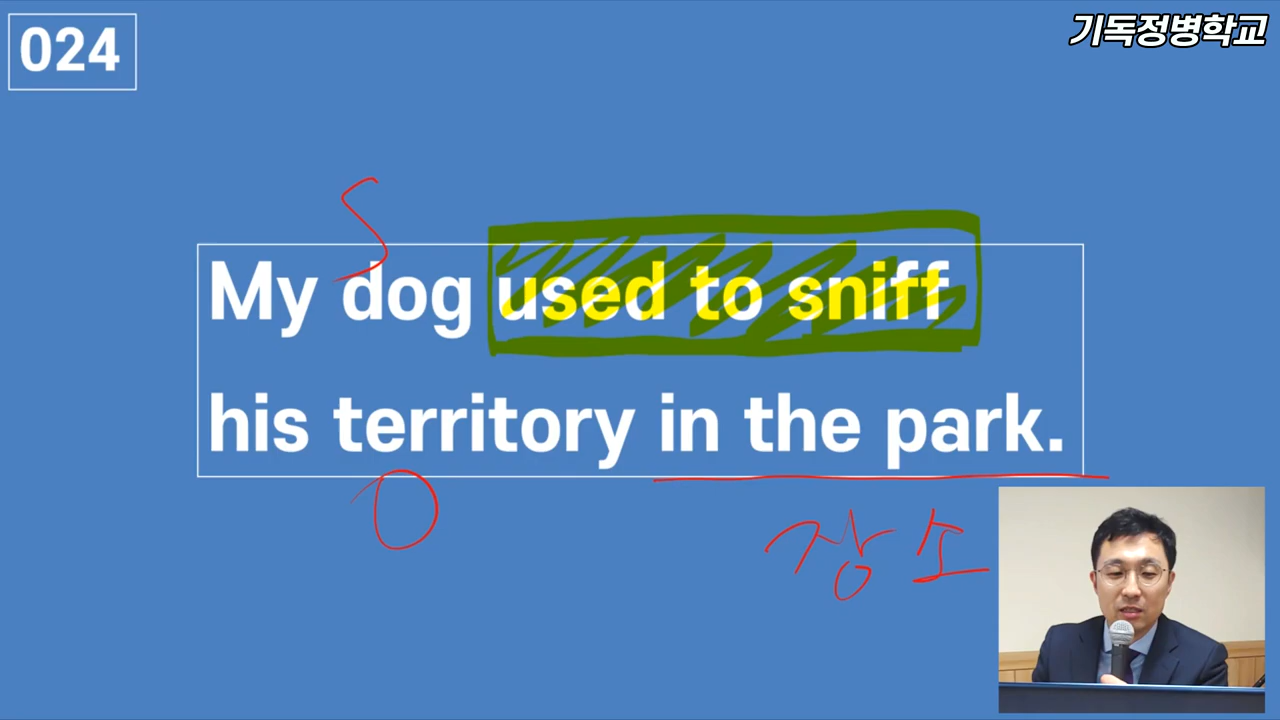 024
기독정병학교
S
My dog used to sniff
his territory in the park.
O
장소